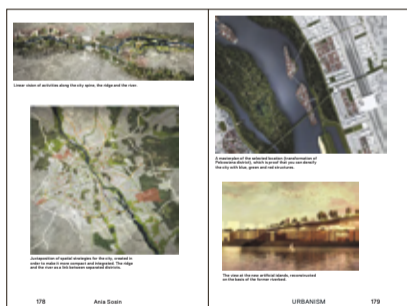 Linear vision of activities along the city spine, the ridge and the river.
Juxtaposition of spatial strategies for the city, created in
order to make it more compact and integrated. The ridge
and the river as a link between separated districts.
178
Ania Sosin
A masterplan of the selected location (transformation of
district), which is proof that you can densify
the city with blue, green and red structures.
The view at the new artificial islands, reconstructed
on the basis of the former riverbed.
URBANISM
179